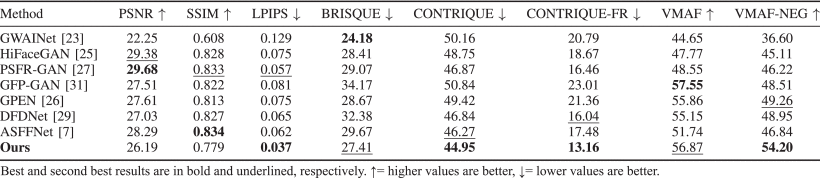 Method PSNR ↑ SSIM ↑ LPIPS ↓ BRISQUE ↓ CONTRIQUE ↓ CONTRIQUE-FR ↓ VMAF ↑ VMAF-NEG ↑
GWAINet [23] 22.25 0.608 0.129 24.18 50.16 20.79 44.65 36.60
HiFaceGAN [25] 29.38 0.828 0.075 28.41 48.75 18.67 47.77 45.11
PSFR-GAN [27] 29.68 0.833 0.057 29.07 46.87 16.46 48.55 46.22
GFP-GAN [31] 27.51 0.822 0.081 34.17 50.84 23.01 57.55 48.51
GPEN [26] 27.61 0.813 0.075 28.67 49.42 21.36 55.86 49.26
DFDNet [29] 27.03 0.827 0.065 32.38 46.84 16.04 55.15 48.95
ASFFNet [7] 28.29 0.834 0.062 29.67 46.27 17.48 51.74 46.84
Ours 26.19 0.779 0.037 27.41 44.95 13.16 56.87 54.20
Best and second best results are in bold and underlined, respectively. ↑= higher values are better, ↓= lower values are better.